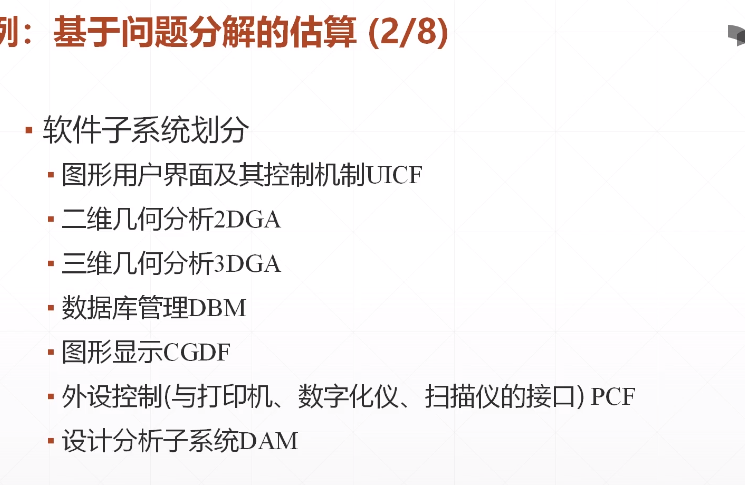 例：基于问题分解的估算 (2/8)
软件子系统划分
图形用户界面及其控制机制UICF
二维几何分析2DGA
三维几何分析3DGA
数据库管理DBM
图形显示CGDF
外设控制(与打印机、数字化仪、扫描仪的接口) PCF
设计分析子系统DAM